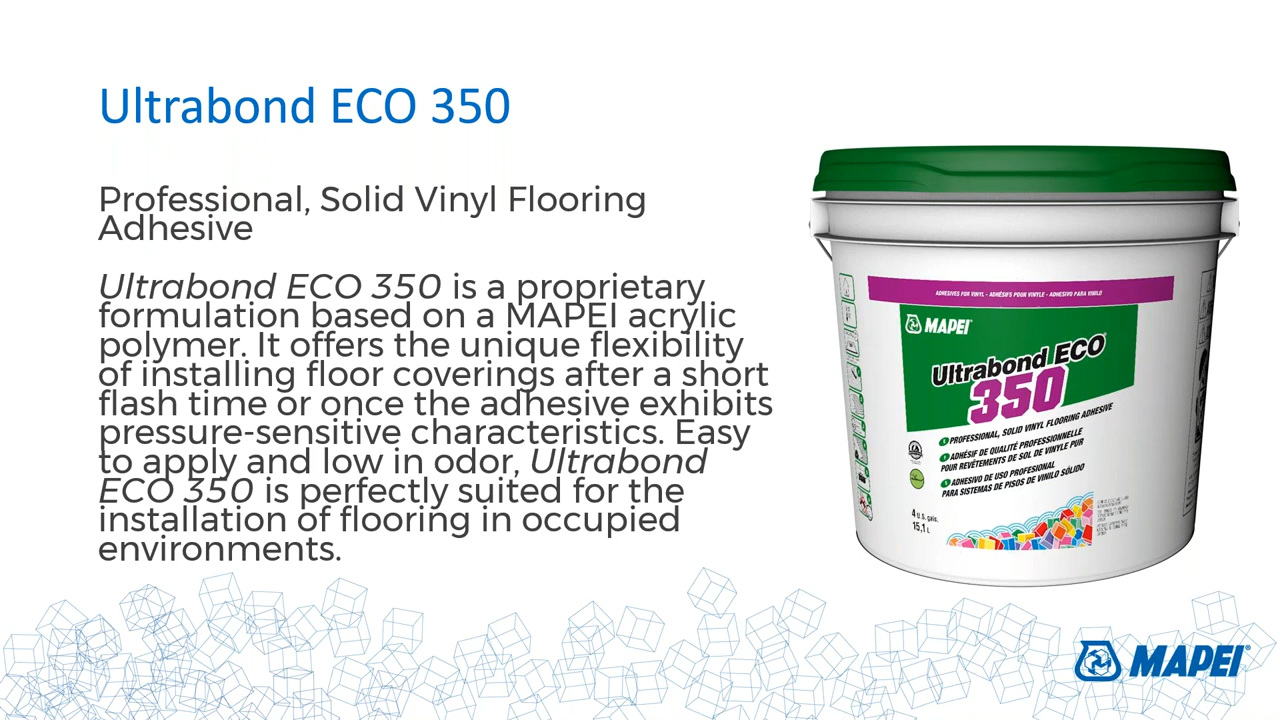 Ultrabond ECO 350
Professional, Solid Vinyl Flooring
Adhesive
Ultrabond ECO 350 is a proprietary
formulation based on a MAPEI acrylic
polymer. It offers the unique flexibility
of installing floor coverings after a short
flash time or once the adhesive exhibits
pressure-sensitive characteristics. Easy
to apply and low in odor, Ultrabond
ECO 350 is perfectly suited for the
installation of flooring in occupied
environments.
ADHESIVES FOR VINYL - ADHÉSIFS POUR VINYLE - ADHESIVO PARA VINILO
MAPEI
Ultrabond ECO
350
PROFESSIONAL, SOLID VINYL FLOORING ADHESIVE
ADHÉSIF DE QUALITÉ PROFESSIONNELLE
POUR REVÊTEMENTS DE SOL DE VINYLE PUR
ADHESIVO DE USO PROFESIONAL
PARA SISTEMAS DE PISOS DE VINILO SÓLIDO
4 U.S. gals.
15,1 L
MAPEI®